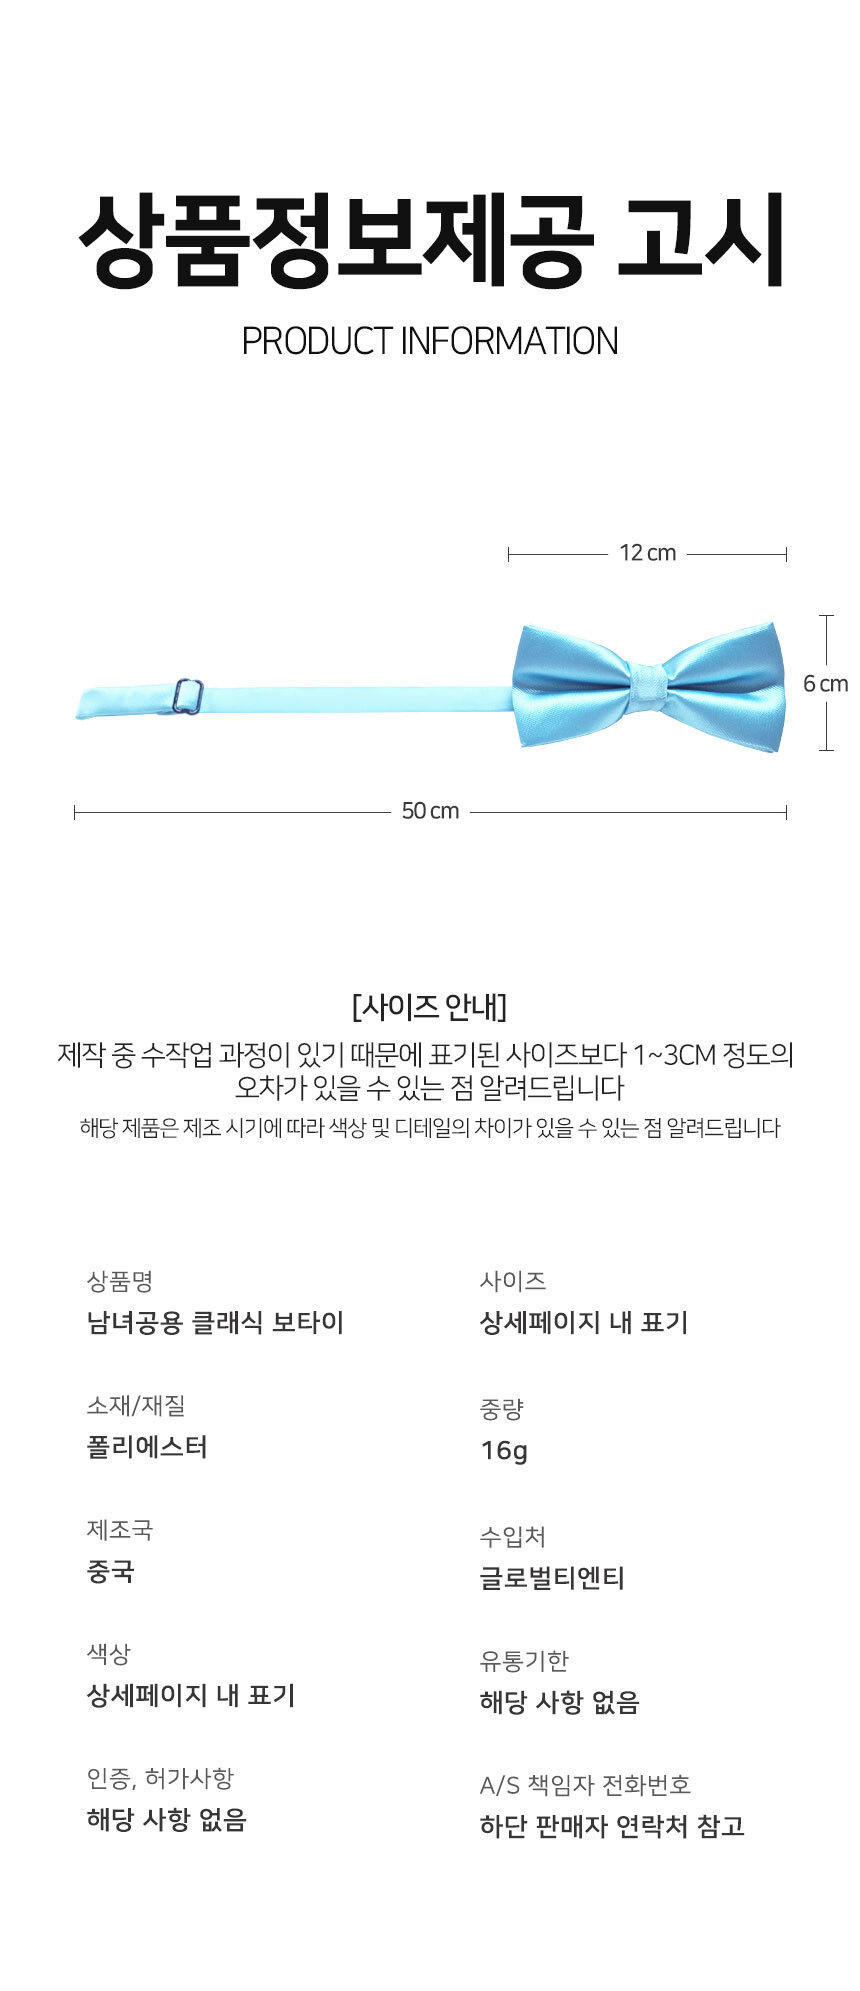 상품정보제공 고시
PRODUCT INFORMATION
12 cm
6 cm
50 cm
[사이즈 안내]
제작 중 수작업 과정이 있기 때문에 표기된 사이즈보다 1~3CM 정도의
오차가 있을 수 있는 점 알려드립니다
해당 제품은 제조 시기에 따라 색상 및 디테일의 차이가 있을 수 있는 점 알려드립니다
상품명
남녀공용 클래식 보타이
사이즈
상세페이지 내 표기
소재/재질
폴리에스터
중량
16g
제조국
중국
수입처
글로벌티엔티
색상
상세페이지 내 표기
유통기한
해당 사항 없음
인증, 허가사항
해당 사항 없음
A/S 책임자 전화번호
하단 판매자 연락처 참고